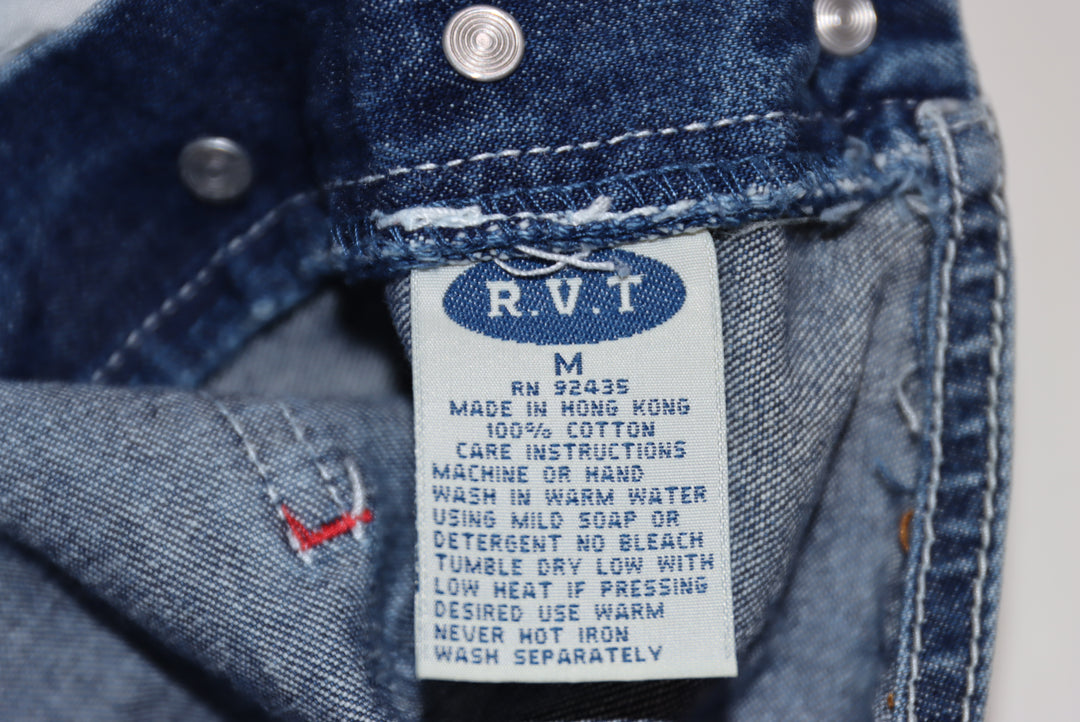 R.V.T
M
RN 92435
MADE IN HONG KONG
100% COTTON
CARE INSTRUCTIONS
MACHINE OR HAND
WASH IN WARM WATER
USING MILD SOAP OR
DETERGENT NO BLEACH
TUMBLE DRY LOW WITH
LOW HEAT IF PRESSING
DESIRED USE WARM
NEVER HOT IRON
WASH SEPARATELY